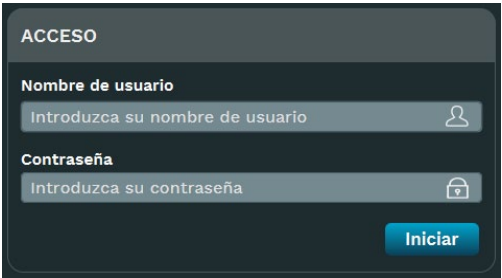 ACCESO
Nombre de usuario
Introduzca su nombre de usuario
Contraseña
Introduzca su contraseña
Iniciar